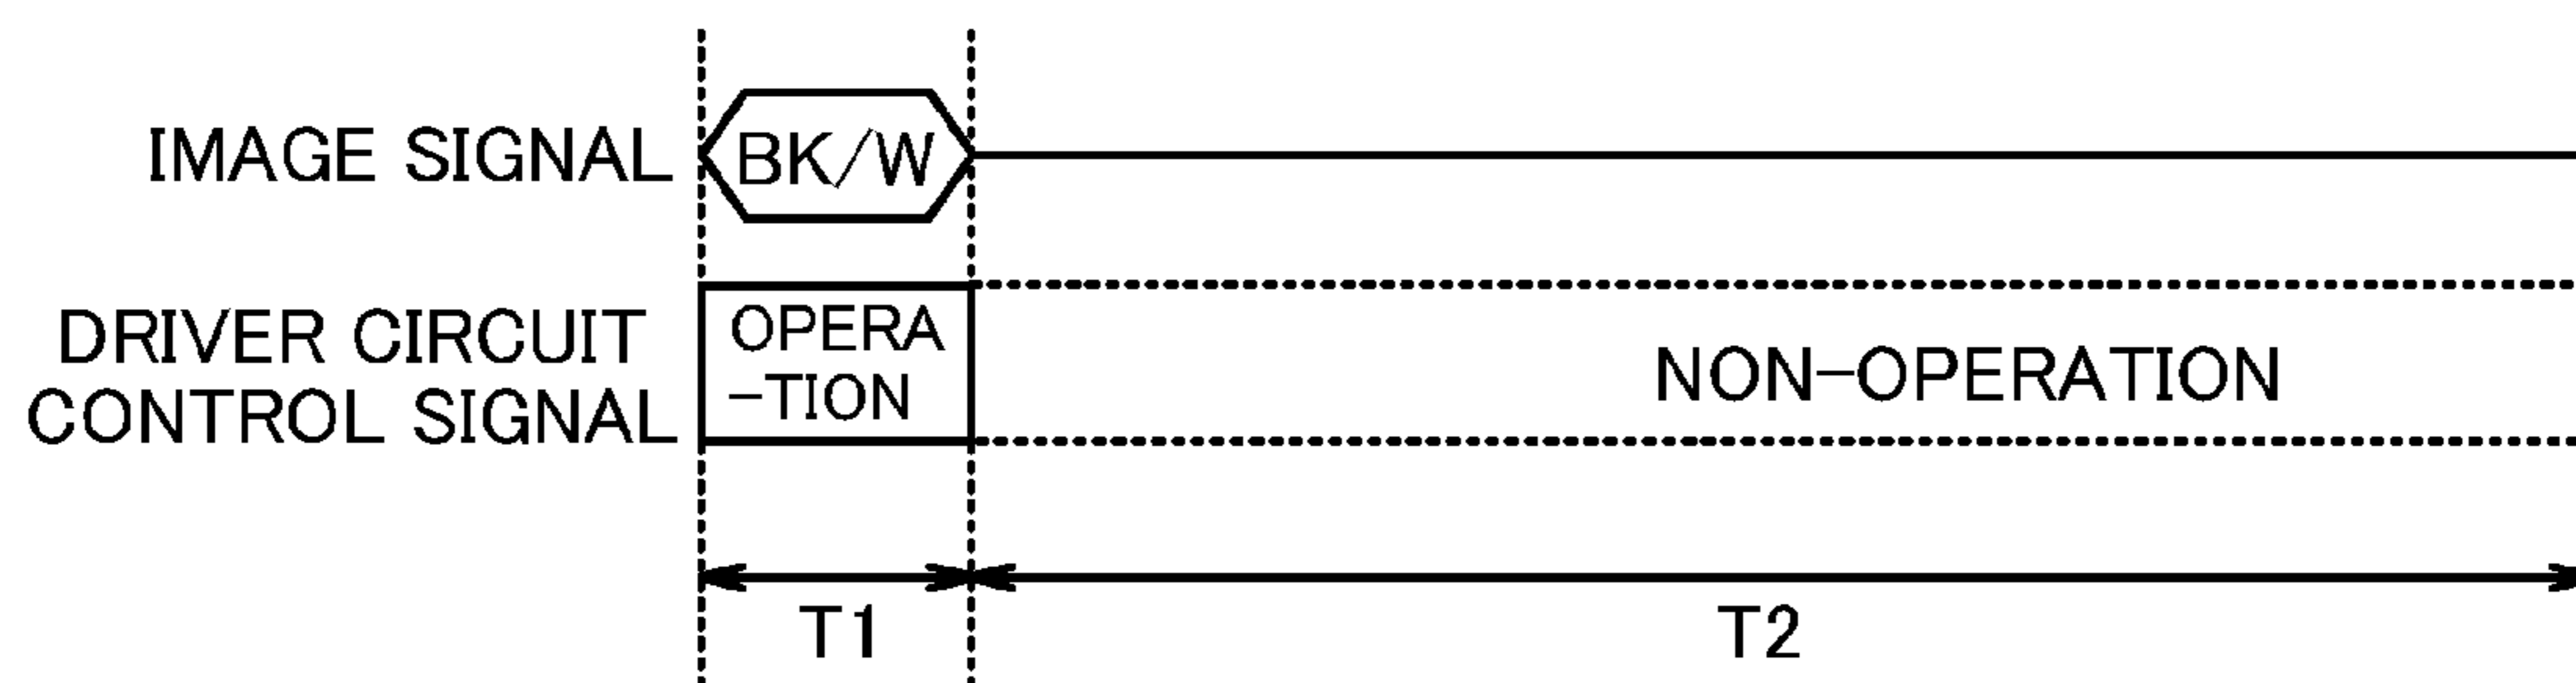 IMAGE SIGNAL
BK/W
DRIVER CIRCUIT
CONTROL SIGNAL
OPERA
-TION
NON-OPERATION
T1
T2